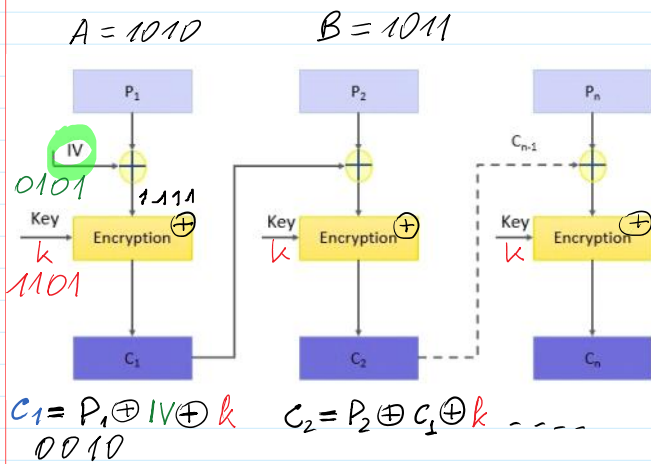 A = 1010 B = 1011
P₁ P₂ Pₙ
IV Cₙ₋₁
0101 1111
Key Encryption ⊕ Key Encryption ⊕ Key Encryption ⊕
k k k
1101
C₁ C₂ Cₙ
C₁ = P₁ ⊕ IV ⊕ k C₂ = P₂ ⊕ C₁ ⊕ k - - - -
0010